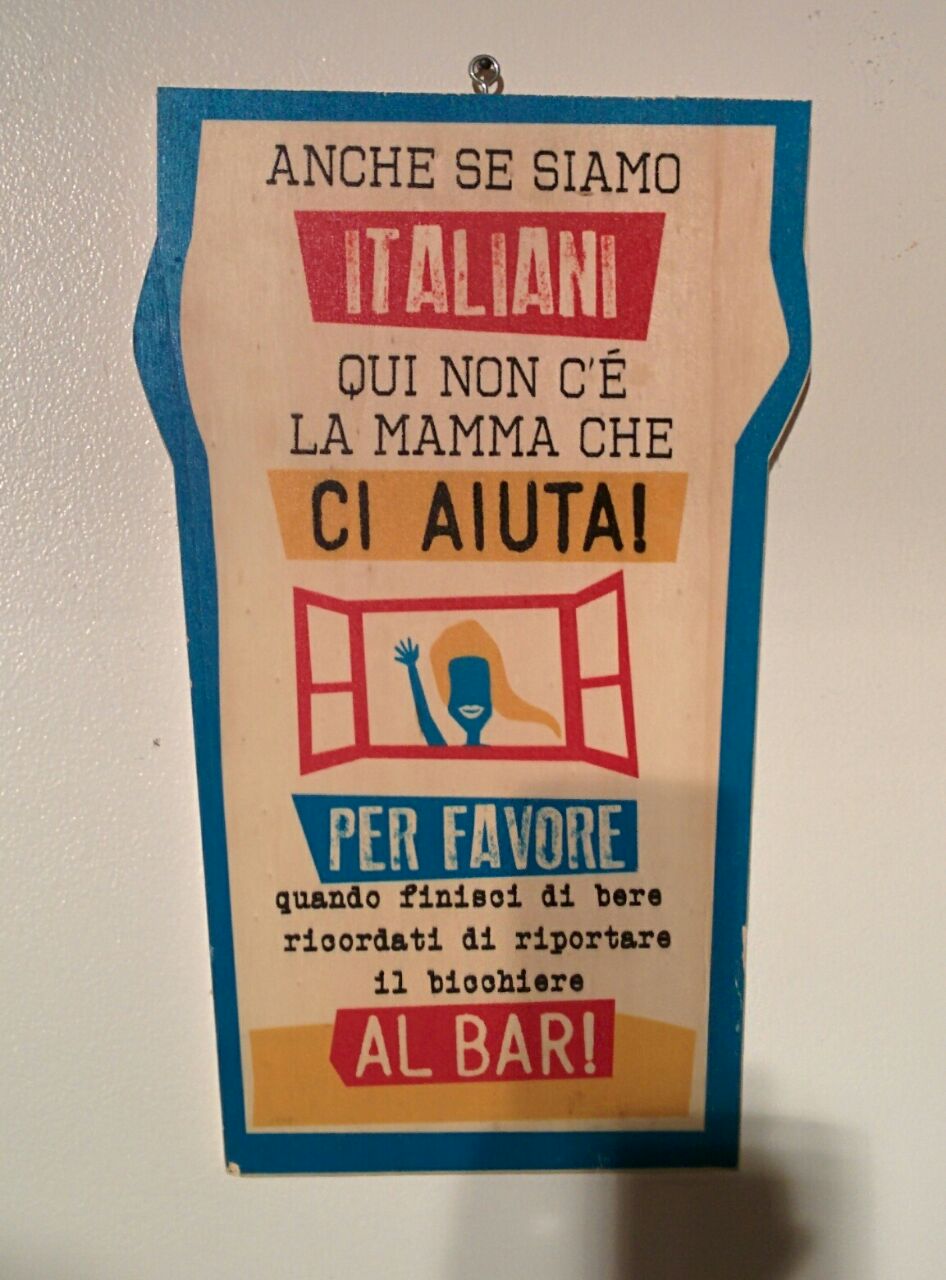 ANCHE SE SIAMO
ITALIANI
QUI NON C'É
LA MAMMA CHE
CI AIUTA!
PER FAVORE
quando finisci di bere
ricordati di riportare
il bicchiere
AL BAR!